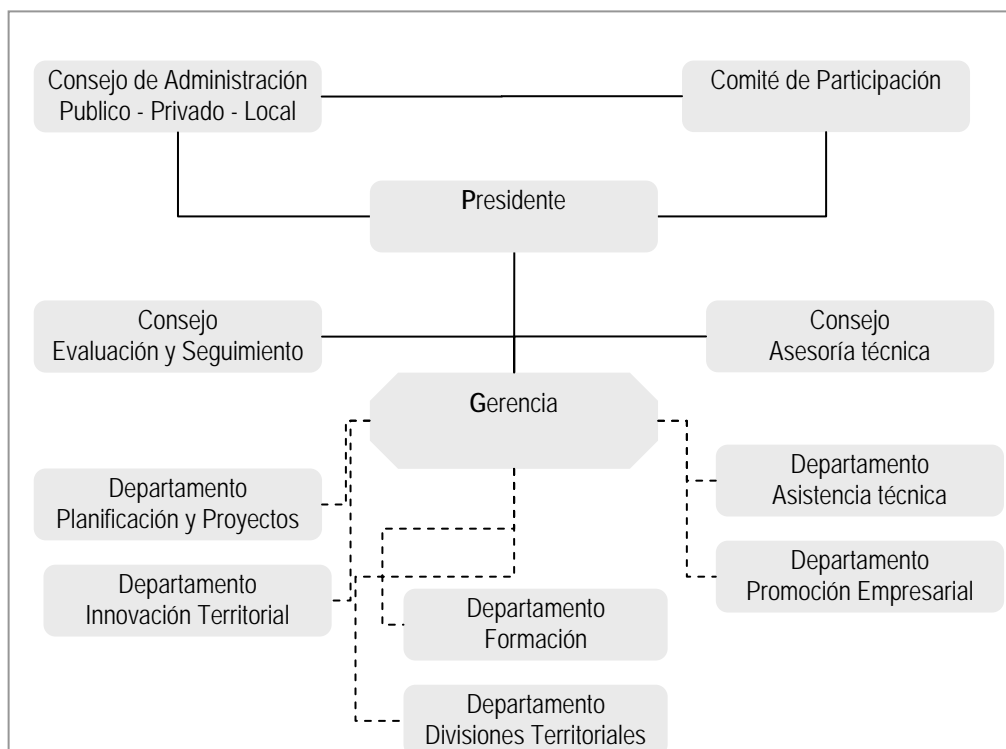 Consejo de Administración
Publico - Privado - Local
Comité de Participación
Presidente
Consejo
Evaluación y Seguimiento
Consejo
Asesoría técnica
Gerencia
Departamento
Planificación y Proyectos
Departamento
Asistencia técnica
Departamento
Innovación Territorial
Departamento
Promoción Empresarial
Departamento
Formación
Departamento
Divisiones Territoriales